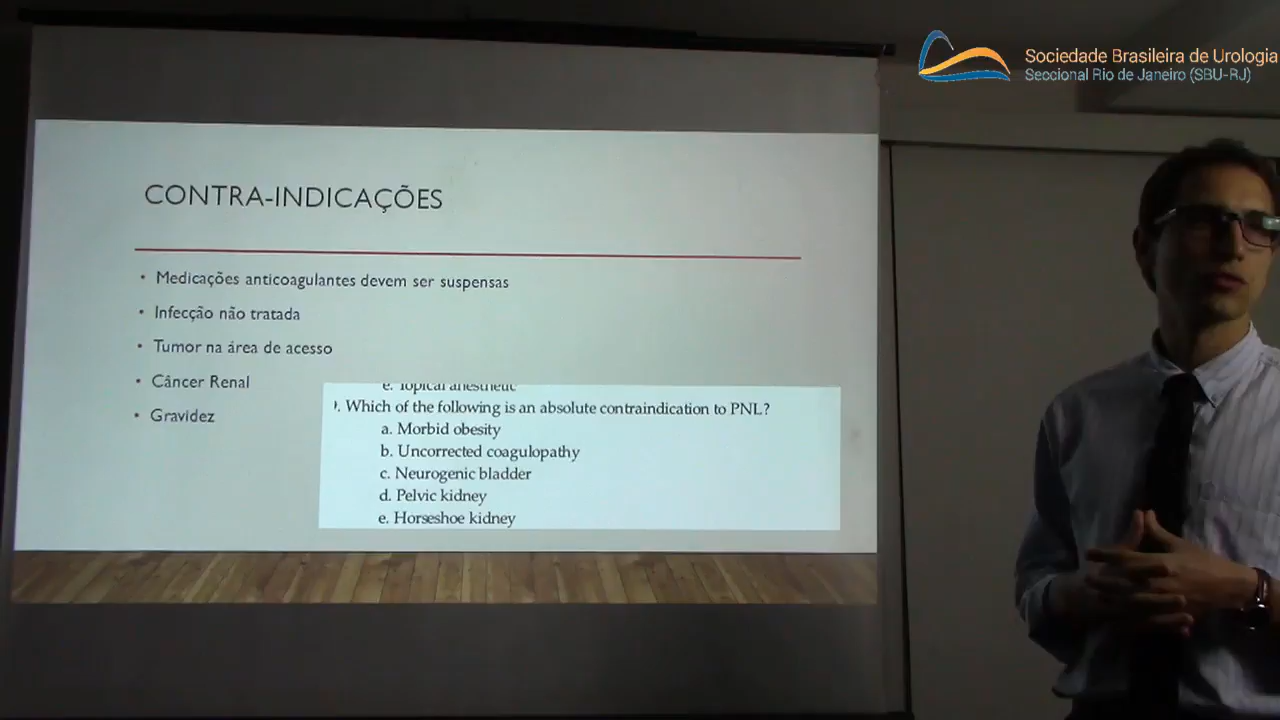 Sociedade Brasileira de Urologia
Seccional Rio de Janeiro (SBU-RJ)
CONTRA-INDICAÇÕES
• Medicações anticoagulantes devem ser suspensas
• Infecção não tratada
• Tumor na área de acesso
• Câncer Renal
• Gravidez
e. Topical anesthetic
. Which of the following is an absolute contraindication to PNL?
a. Morbid obesity
b. Uncorrected coagulopathy
c. Neurogenic bladder
d. Pelvic kidney
e. Horseshoe kidney